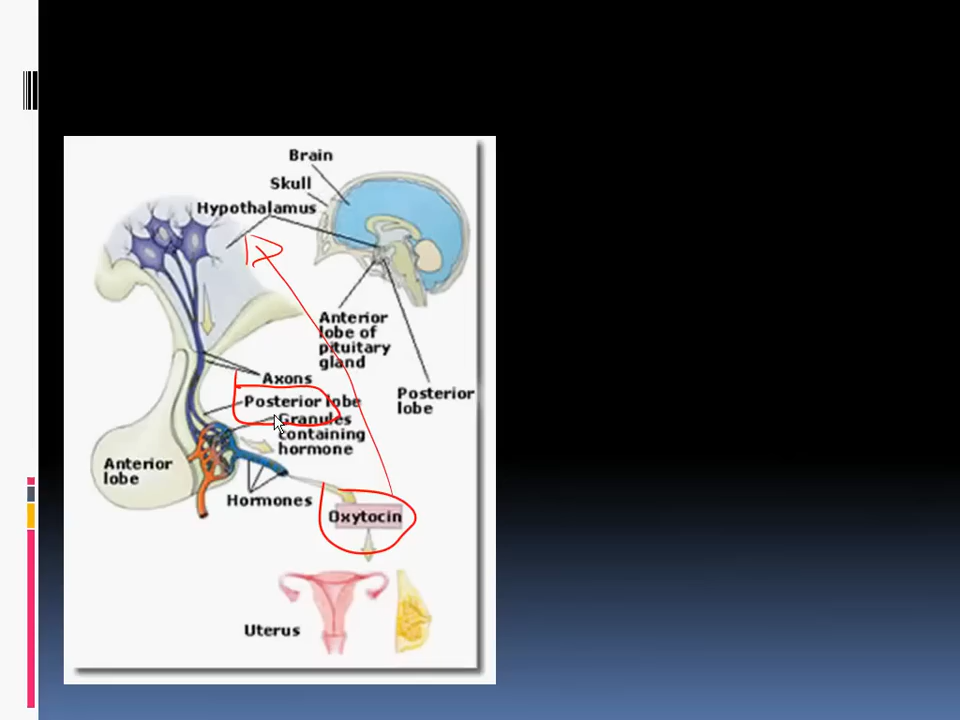 Brain
Skull
Hypothalamus
Anterior
lobe of
pituitary
gland
Axons
Posterior
lobe
Posterior lobe
Granules
containing
hormone
Anterior
lobe
Hormones
Oxytocin
Uterus